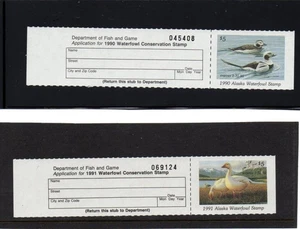 Department of Fish and Game
045408
Application for 1990 Waterfowl Conservation Stamp
Name
Street
City and Zip Code
Mo/ Day Year
(Return this stub to Department)
$5
1990 Alaska Waterfowl Stamp
Department of Fish and Game
069124
Application for 1991 Waterfowl Conservation Stamp
Name
Street
City and Zip Code
Mo/ Day Year
(Return this stub to Department)
$5
1991 Alaska Waterfowl Stamp